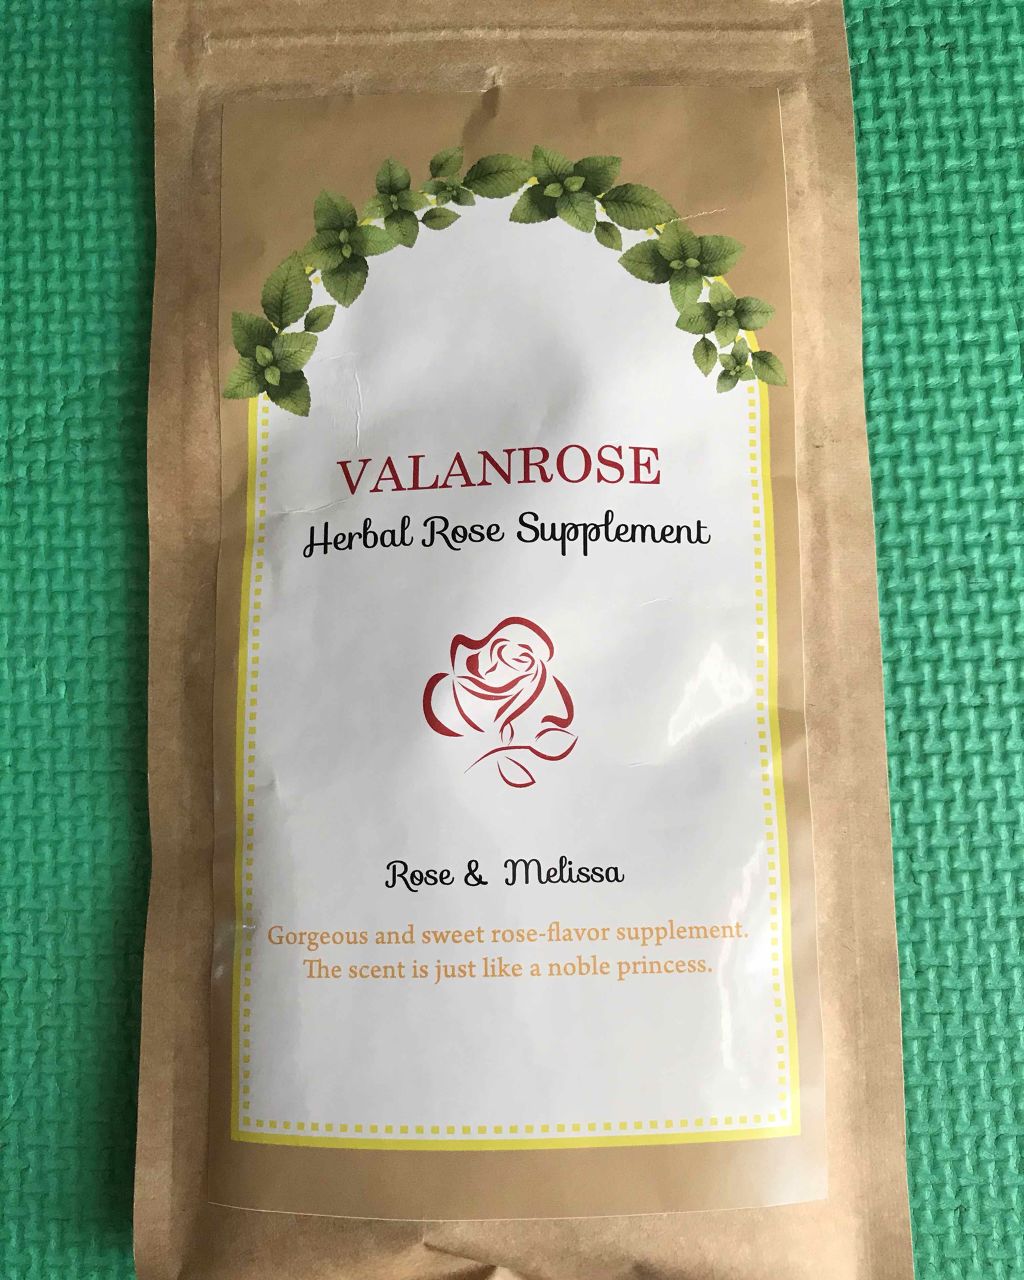 VALANROSE
Herbal Rose Supplement
Rose & Melissa
Gorgeous and sweet rose-flavor supplement.
The scent is just like a noble princess.